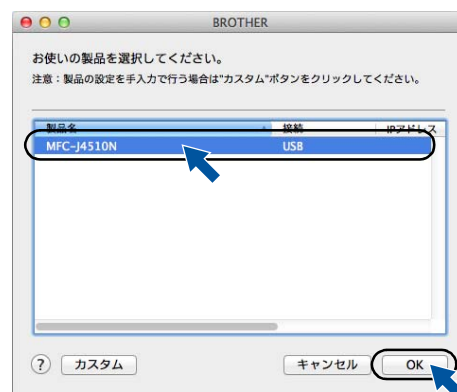 BROTHER
お使いの製品を選択してください。
注意：製品の設定を手入力で行う場合は"カスタム"ボタンをクリックしてください。
製品名 接続 IPアドレス
MFC-J4510N USB
? カスタム キャンセル OK